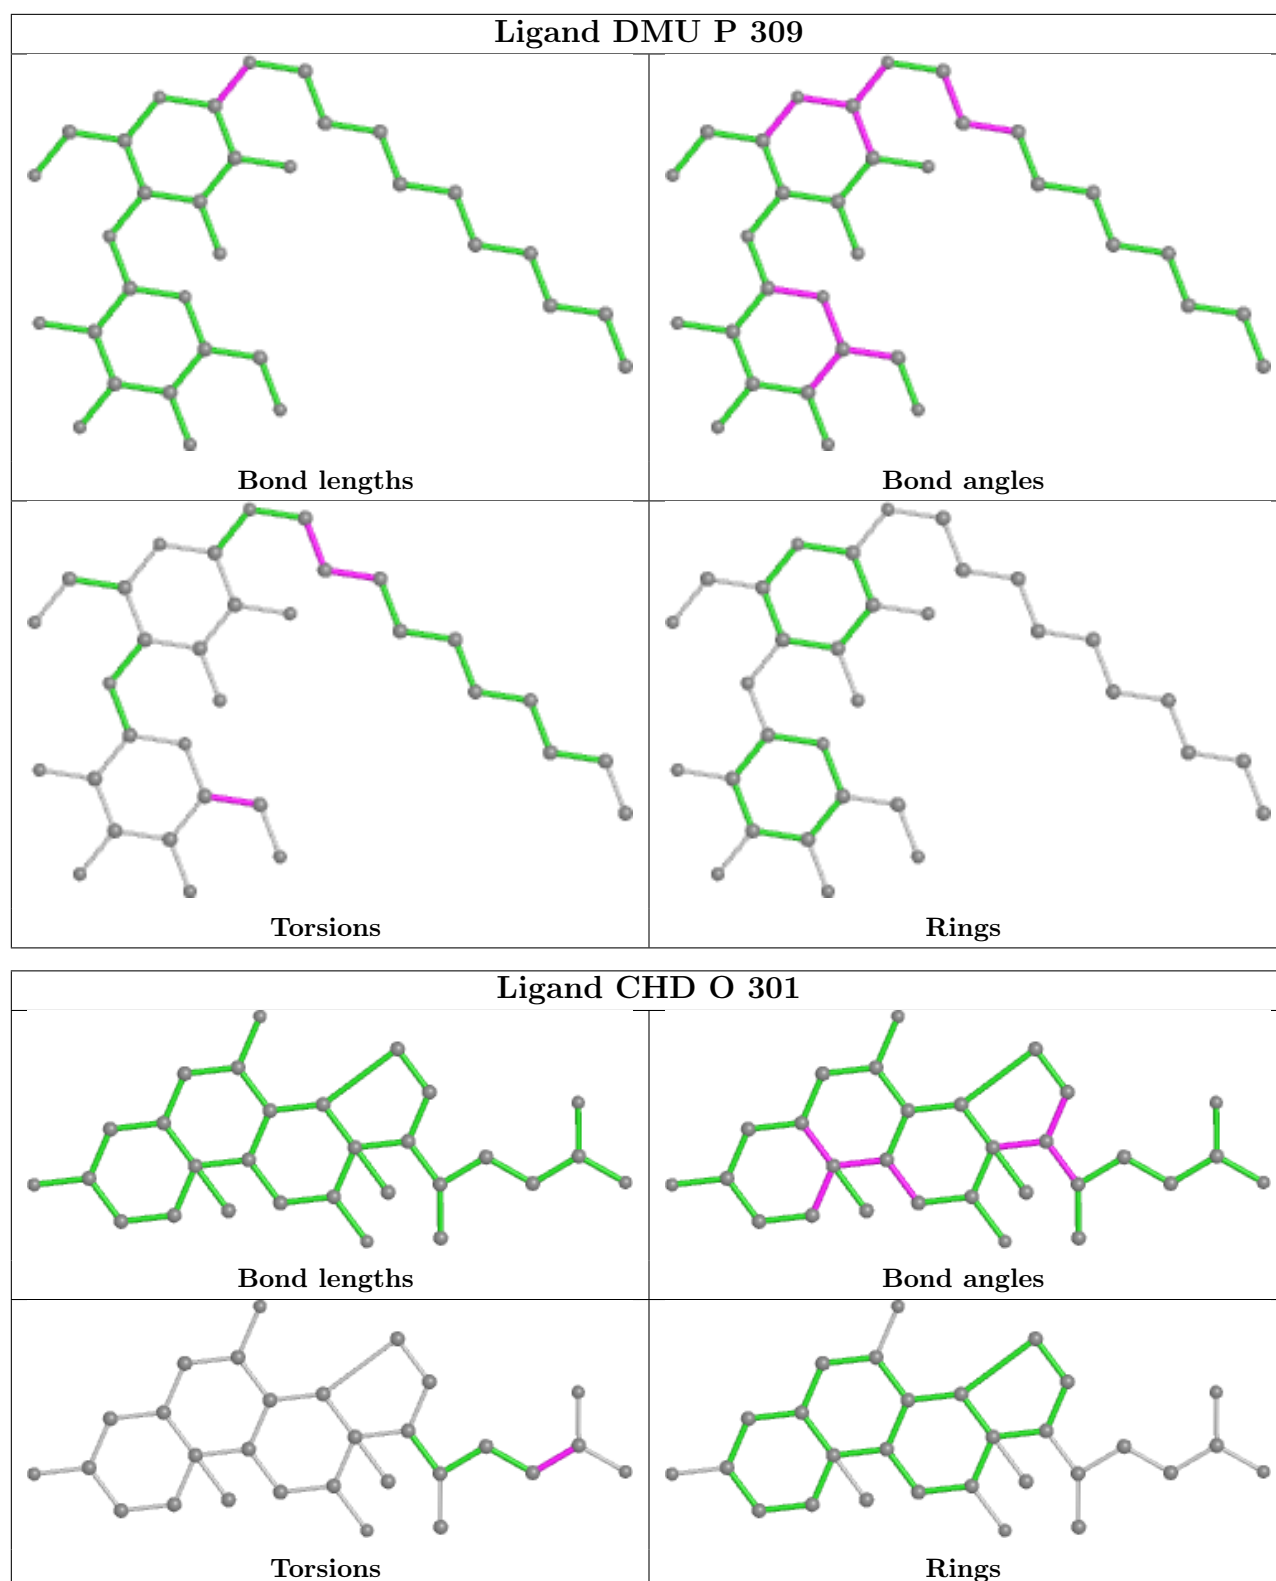 Ligand DMU P 309
Bond lengths
Bond angles
Torsions
Rings
Ligand CHD O 301
Bond lengths
Bond angles
Torsions
Rings